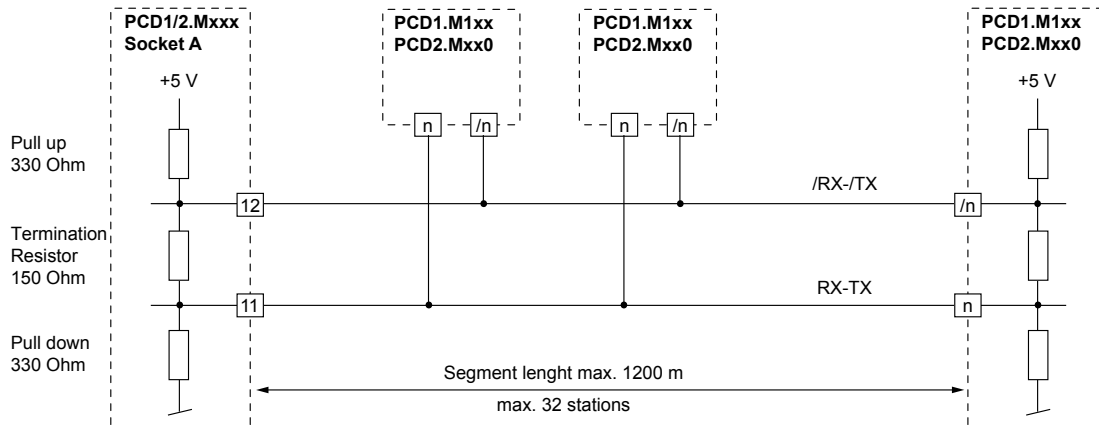 PCD1/2.Mxxx
Socket A
+5 V
Pull up
330 Ohm
Termination
Resistor
150 Ohm
Pull down
330 Ohm
12
11
PCD1.M1xx
PCD2.Mxx0
n
/n
PCD1.M1xx
PCD2.Mxx0
n
/n
/RX-/TX
RX-TX
Segment lenght max. 1200 m
max. 32 stations
PCD1.M1xx
PCD2.Mxx0
+5 V
/n
n